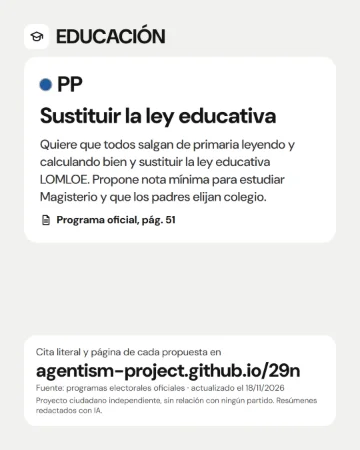 EDUCACIÓN
PP
Sustituir la ley educativa
Quiere que todos salgan de primaria leyendo y
calculando bien y sustituir la ley educativa
LOMLOE. Propone nota mínima para estudiar
Magisterio y que los padres elijan colegio.
Programa oficial, pág. 51
Cita literal y página de cada propuesta en
agentism-project.github.io/29n
Fuente: programas electorales oficiales · actualizado el 18/11/2026
Proyecto ciudadano independiente, sin relación con ningún partido. Resúmenes
redactados con IA.